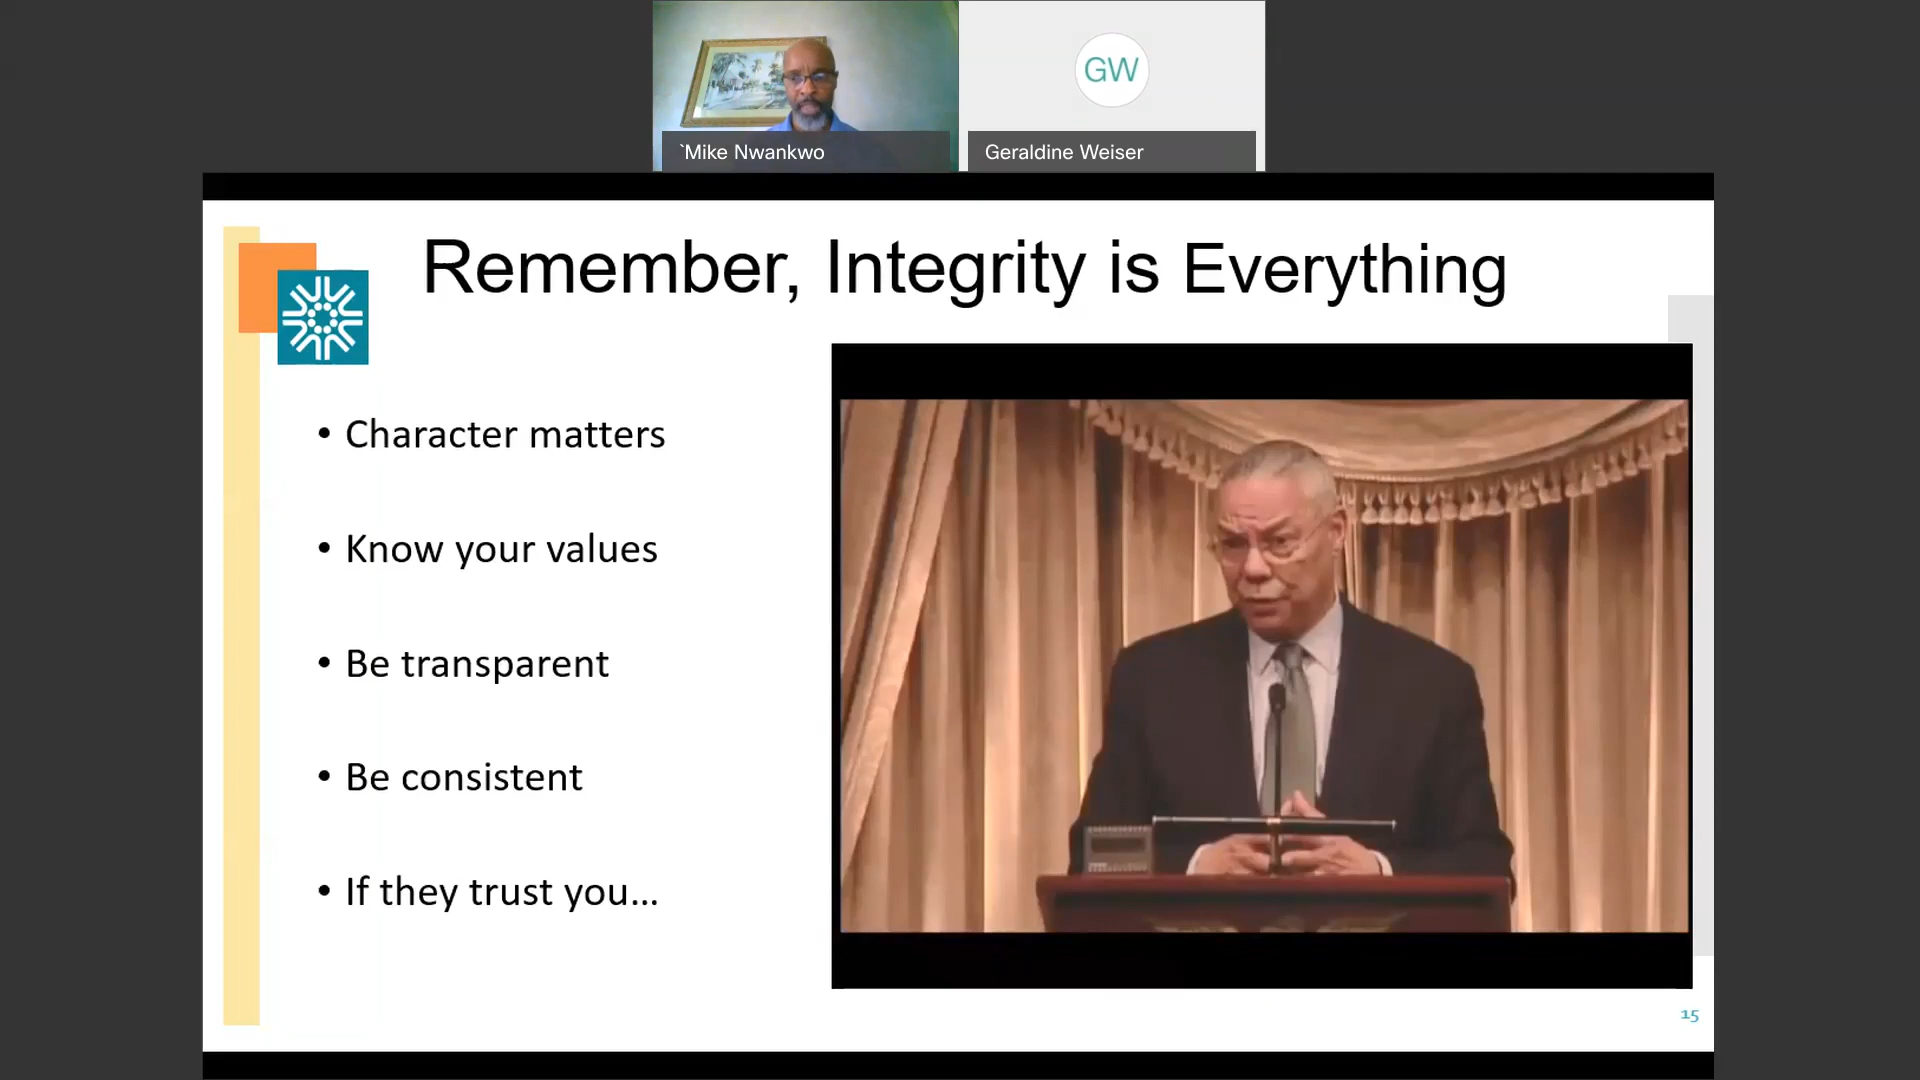 GW
`Mike Nwankwo
Geraldine Weiser
Remember, Integrity is Everything
• Character matters
• Know your values
• Be transparent
• Be consistent
• If they trust you...
15